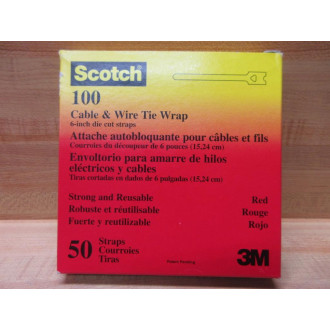 Scotch
100
Cable & Wire Tie Wrap
6-inch die cut straps
Attache autobloquante pour câbles et fils
Courroies du découpeur de 6 pouces (15,24 cm)
Envoltorio para amarre de hilos
eléctricos y cables
Tiras cortadas en dados de 6 pulgadas (15,24 cm)
Strong and Reusable Red
Robuste et réutilisable Rouge
Fuerte y reutilizable Rojo
50 Straps
Courroies
Tiras
Patent Pending
3M